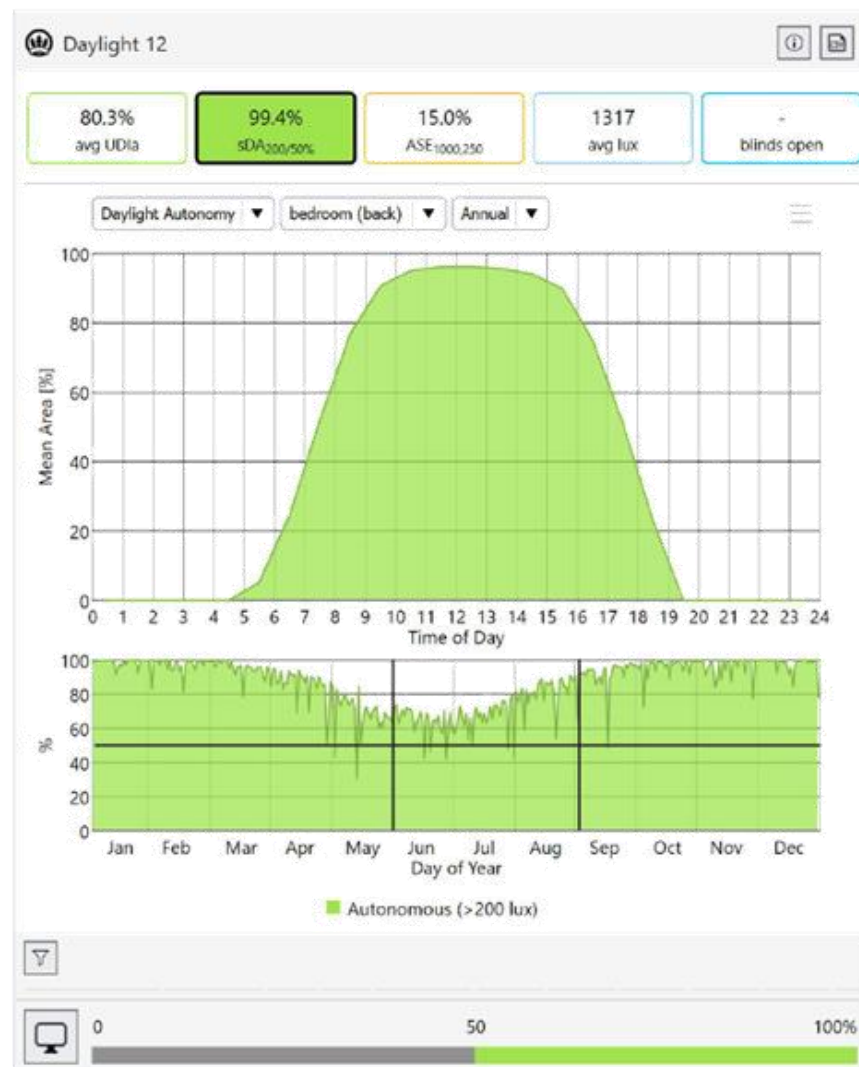 Daylight 12
80.3% 99.4% 15.0% 1317 -
avg UDIa sDA200/50% ASE1000,250 avg lux blinds open
Daylight Autonomy ▼ bedroom (back) ▼ Annual ▼
100
80
60
40
20
0
Mean Area [%]
0 1 2 3 4 5 6 7 8 9 10 11 12 13 14 15 16 17 18 19 20 21 22 23 24
Time of Day
100
80
60
40
20
0
%
Jan Feb Mar Apr May Jun Jul Aug Sep Oct Nov Dec
Day of Year
Autonomous (>200 lux)
0 50 100%